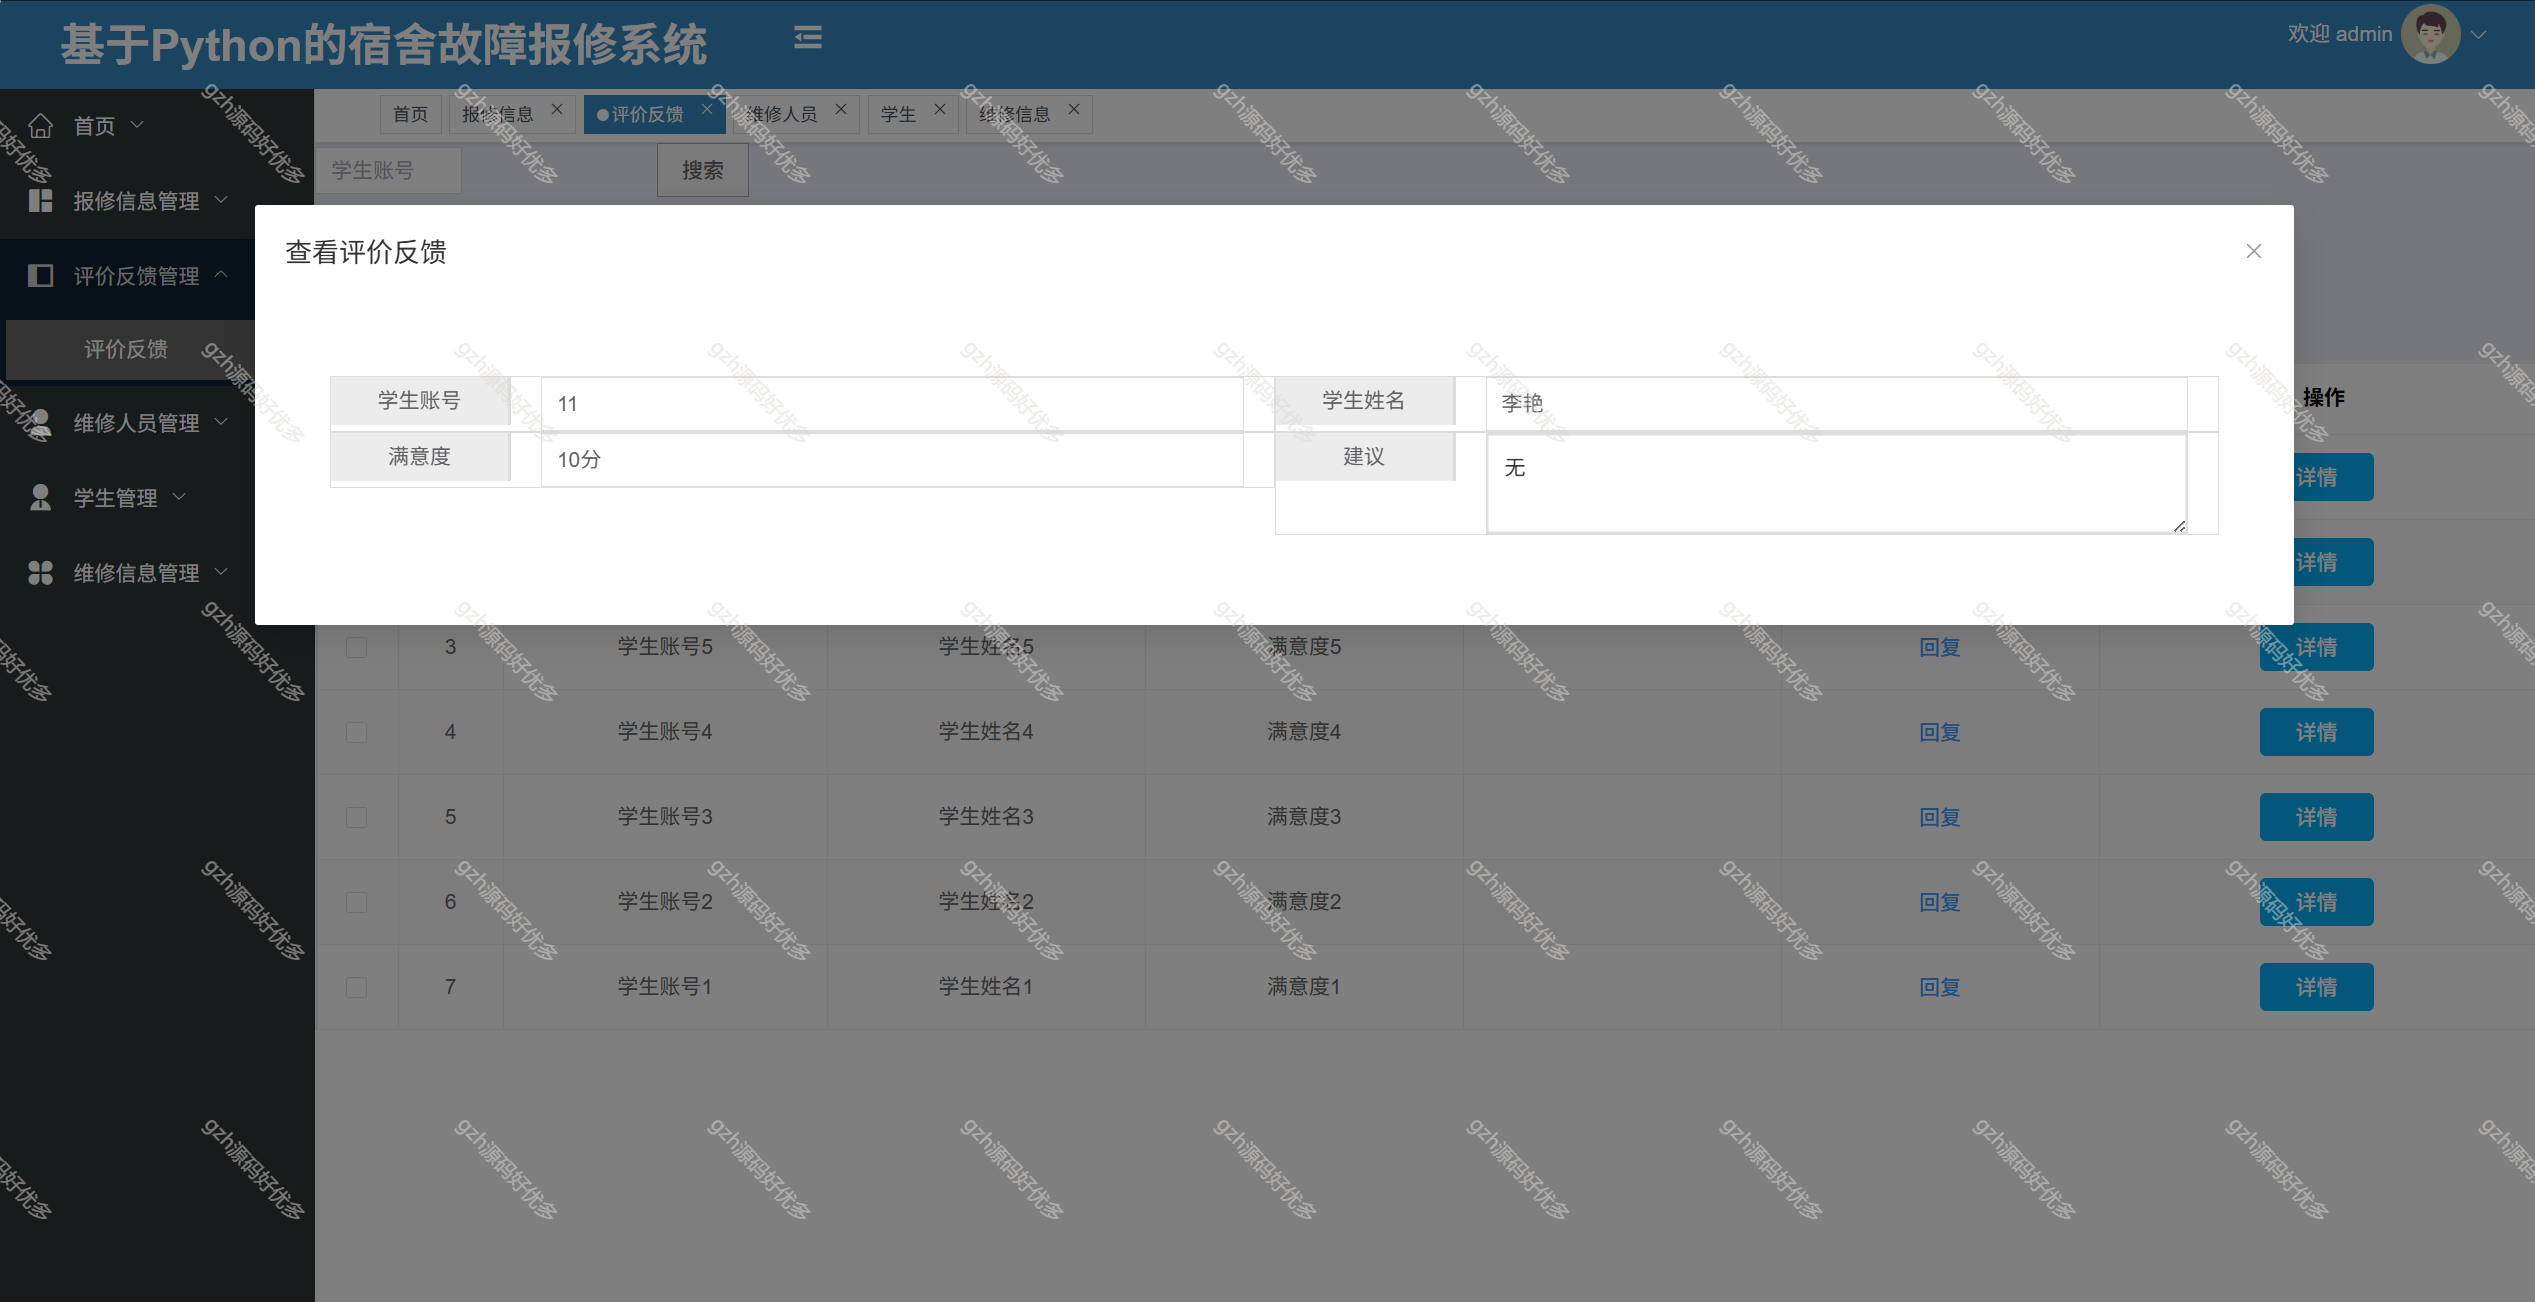 基于Python的宿舍故障报修系统
欢迎 admin
首页
报修信息
评价反馈
维修人员
学生
维修信息
首页
报修信息管理
评价反馈管理
评价反馈
维修人员管理
学生管理
维修信息管理
学生账号
搜索
查看评价反馈
学生账号 11 学生姓名 李艳
满意度 10分 建议 无
操作
详情
详情
3 学生账号5 学生姓名5 满意度5 回复 详情
4 学生账号4 学生姓名4 满意度4 回复 详情
5 学生账号3 学生姓名3 满意度3 回复 详情
6 学生账号2 学生姓名2 满意度2 回复 详情
7 学生账号1 学生姓名1 满意度1 回复 详情
gzh源码好优多